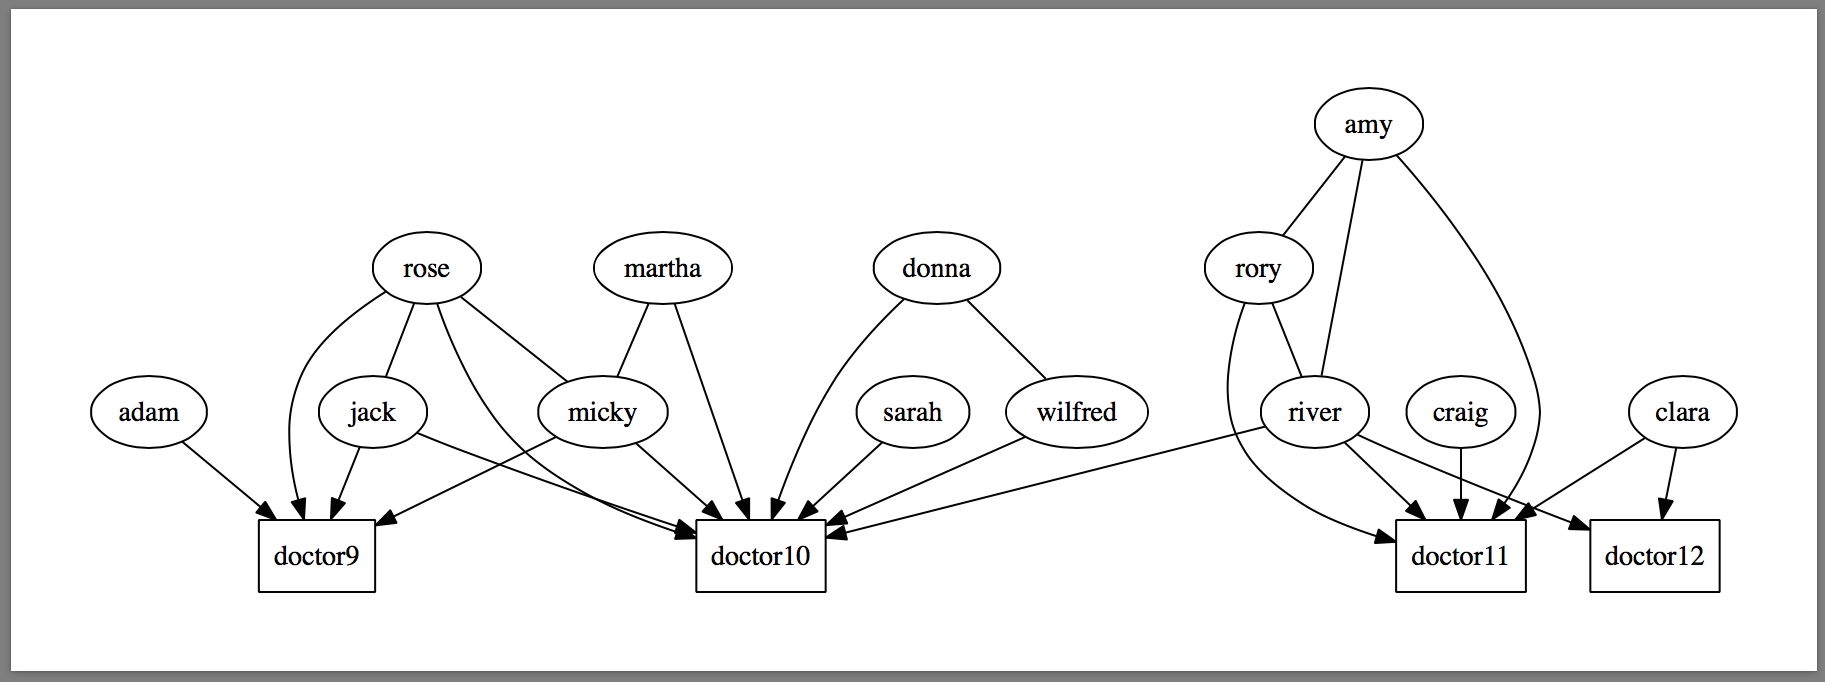 amy
rose
martha
donna
rory
adam
jack
micky
sarah
wilfred
river
craig
clara
doctor9
doctor10
doctor11
doctor12